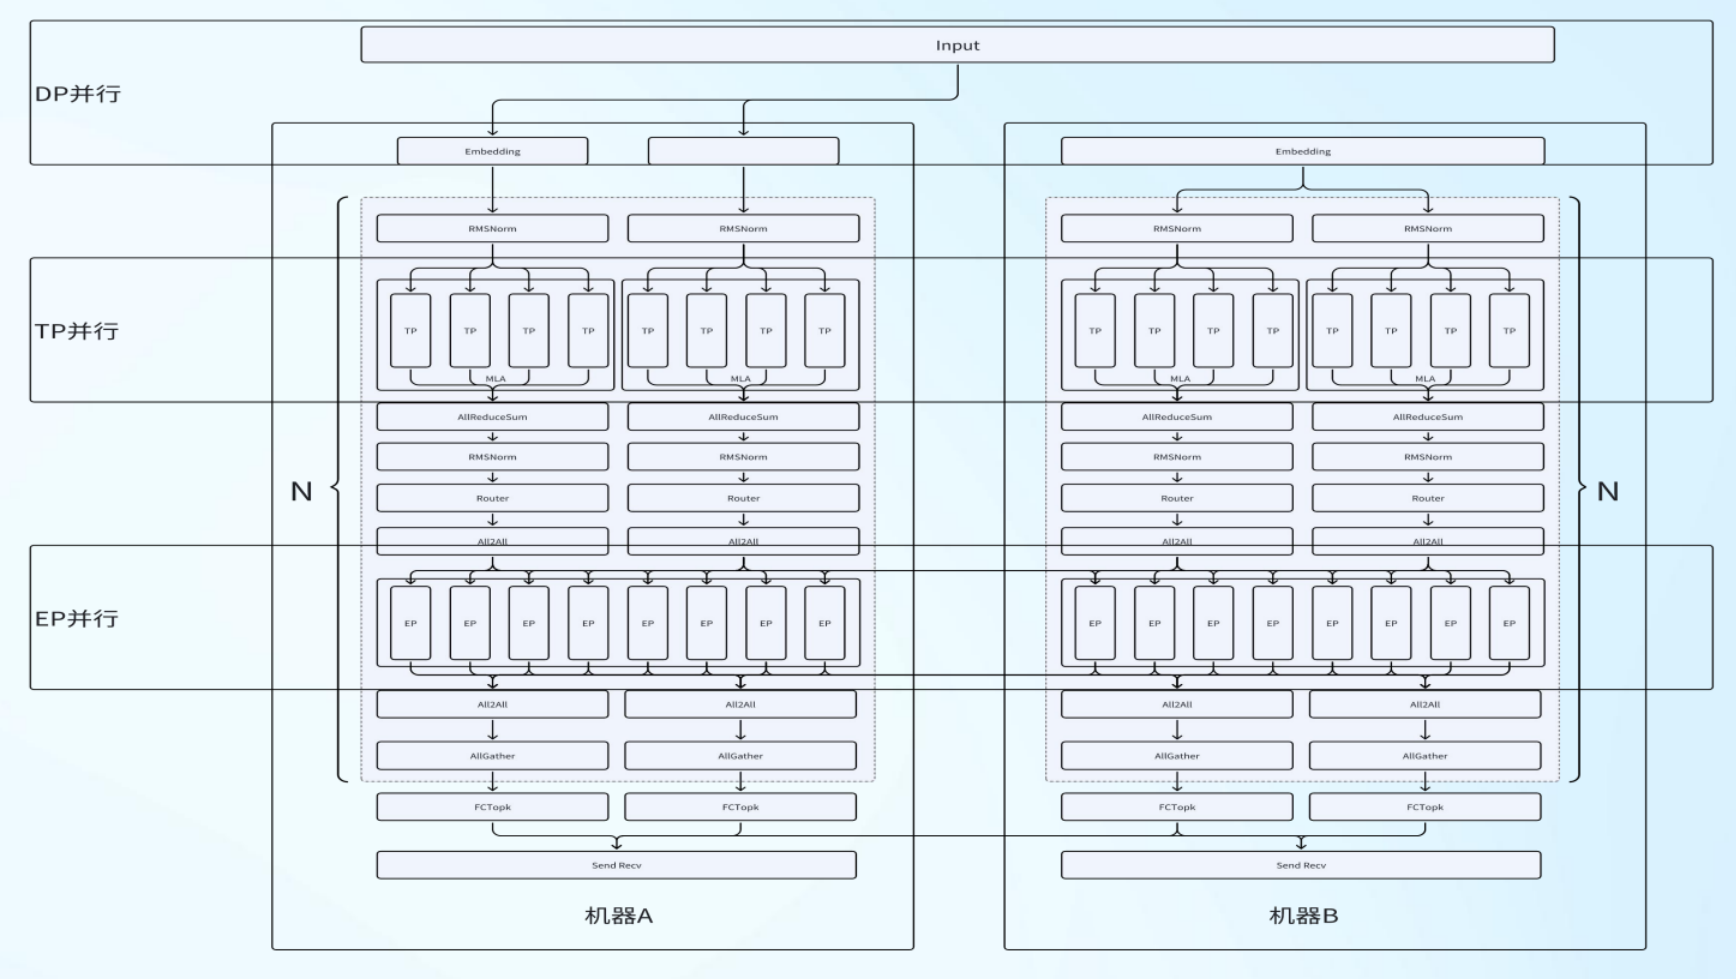 Input
DP并行
Embedding
Embedding
RMSNorm RMSNorm RMSNorm RMSNorm
TP并行
TP TP TP TP TP TP TP TP TP TP TP TP TP TP TP TP
MLA MLA MLA MLA
AllReduceSum AllReduceSum AllReduceSum AllReduceSum
RMSNorm RMSNorm RMSNorm RMSNorm
N N
Router Router Router Router
All2All All2All All2All All2All
EP并行
EP EP EP EP EP EP EP EP EP EP EP EP EP EP EP EP
All2All All2All All2All All2All
AllGather AllGather AllGather AllGather
FCTopk FCTopk FCTopk FCTopk
Send Recv Send Recv
机器A 机器B